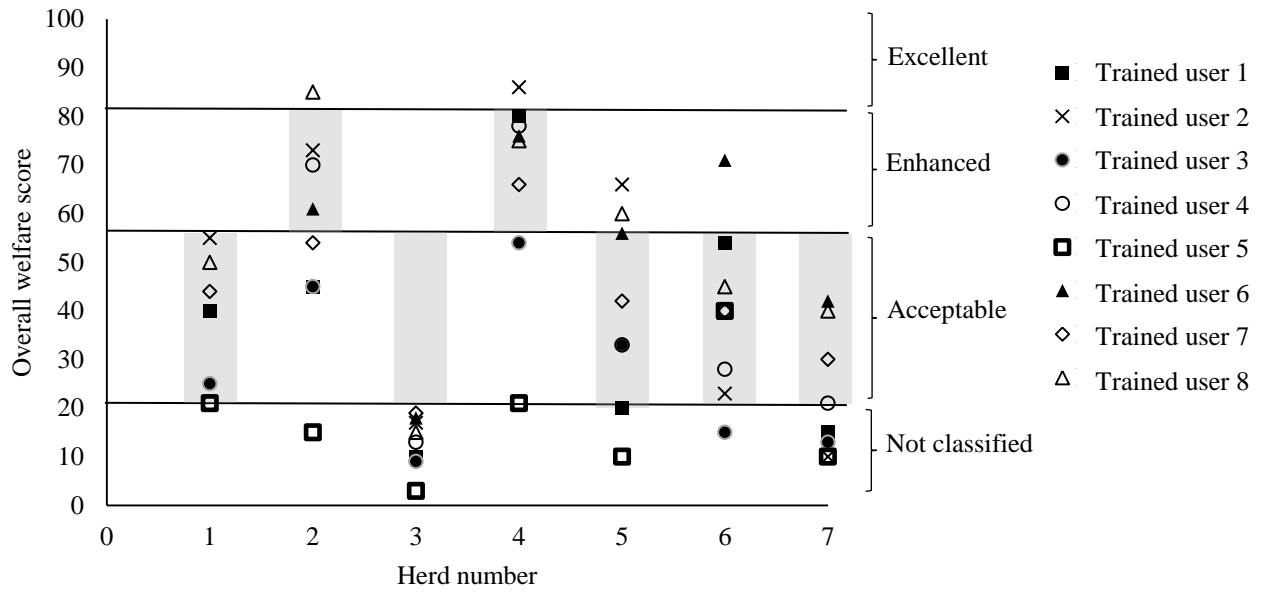 100
90
80
70
60
50
40
30
20
10
0
Overall welfare score
0 1 2 3 4 5 6 7
Herd number
Excellent
Enhanced
Acceptable
Not classified
Trained user 1
Trained user 2
Trained user 3
Trained user 4
Trained user 5
Trained user 6
Trained user 7
Trained user 8